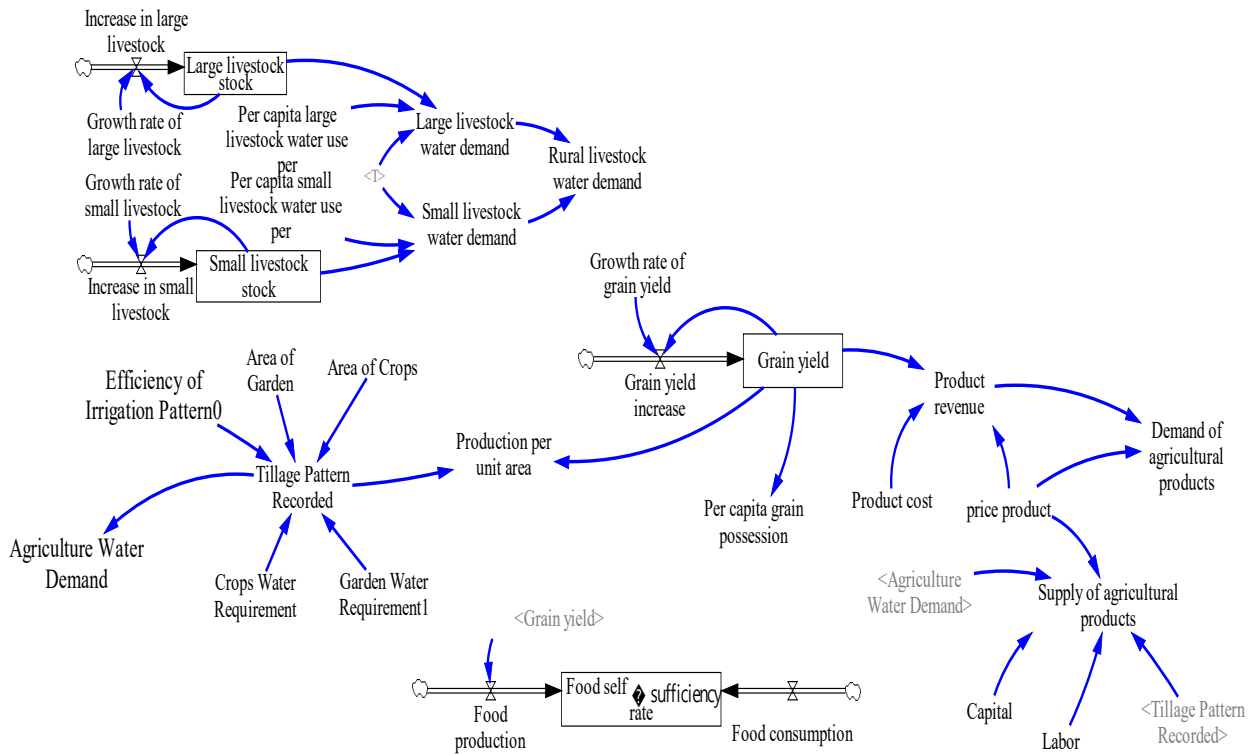 Increase in large
livestock
Large livestock
stock
Growth rate of
large livestock
Per capita large
livestock water use
per
Large livestock
water demand
Rural livestock
water demand
<T>
Growth rate of
small livestock
Per capita small
livestock water use
per
Small livestock
water demand
Small livestock
stock
Increase in small
livestock
Growth rate of
grain yield
Grain yield
Grain yield
increase
Product
revenue
Demand of
agricultural
products
Product cost
price product
Per capita grain
possession
Production per
unit area
Efficiency of
Irrigation Pattern0
Area of
Garden
Area of Crops
Tillage Pattern
Recorded
Agriculture Water
Demand
Crops Water
Requirement
Garden Water
Requirement1
<Agriculture
Water Demand>
Supply of agricultural
products
Capital
Labor
<Tillage Pattern
Recorded>
<Grain yield>
Food self �sufficiency
rate
Food
production
Food consumption